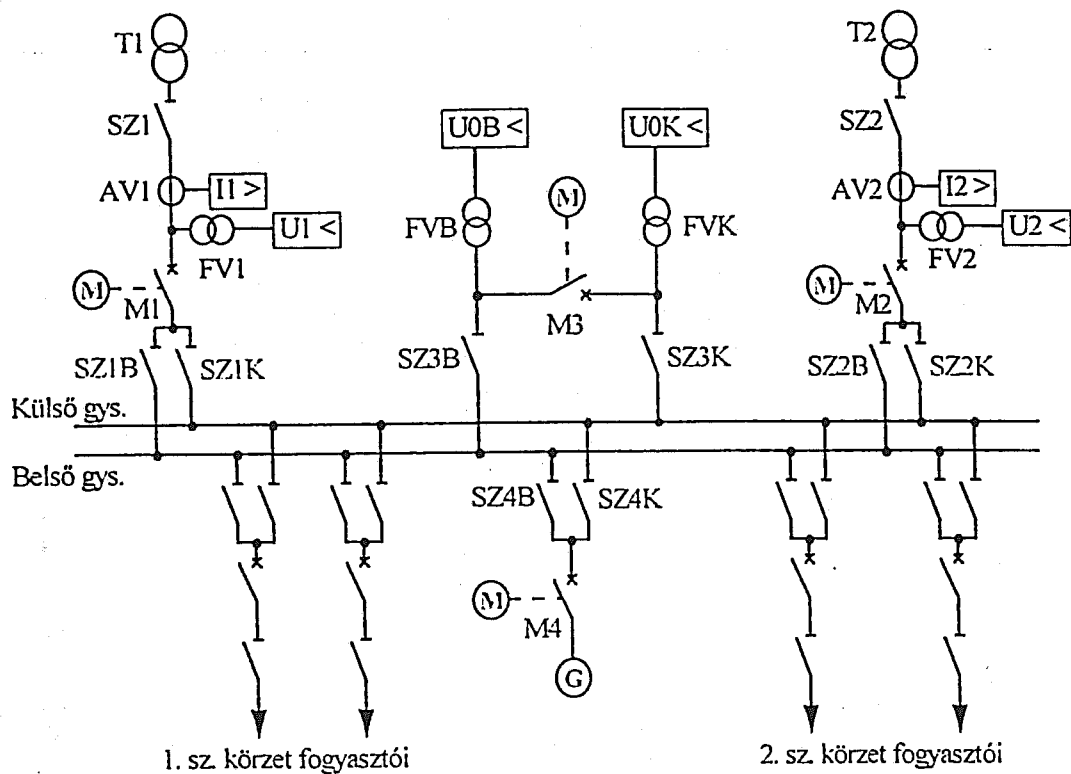 T1
T2
SZ1
SZ2
U0B <
U0K <
AV1
I1 >
AV2
I2 >
M
U1 <
FVB
FVK
U2 <
FV1
FV2
M
M1
M3
M
M2
SZ1B
SZ1K
SZ3B
SZ3K
SZ2B
SZ2K
Külső gys.
Belső gys.
SZ4B
SZ4K
M
M4
G
1. sz. körzet fogyasztói
2. sz. körzet fogyasztói